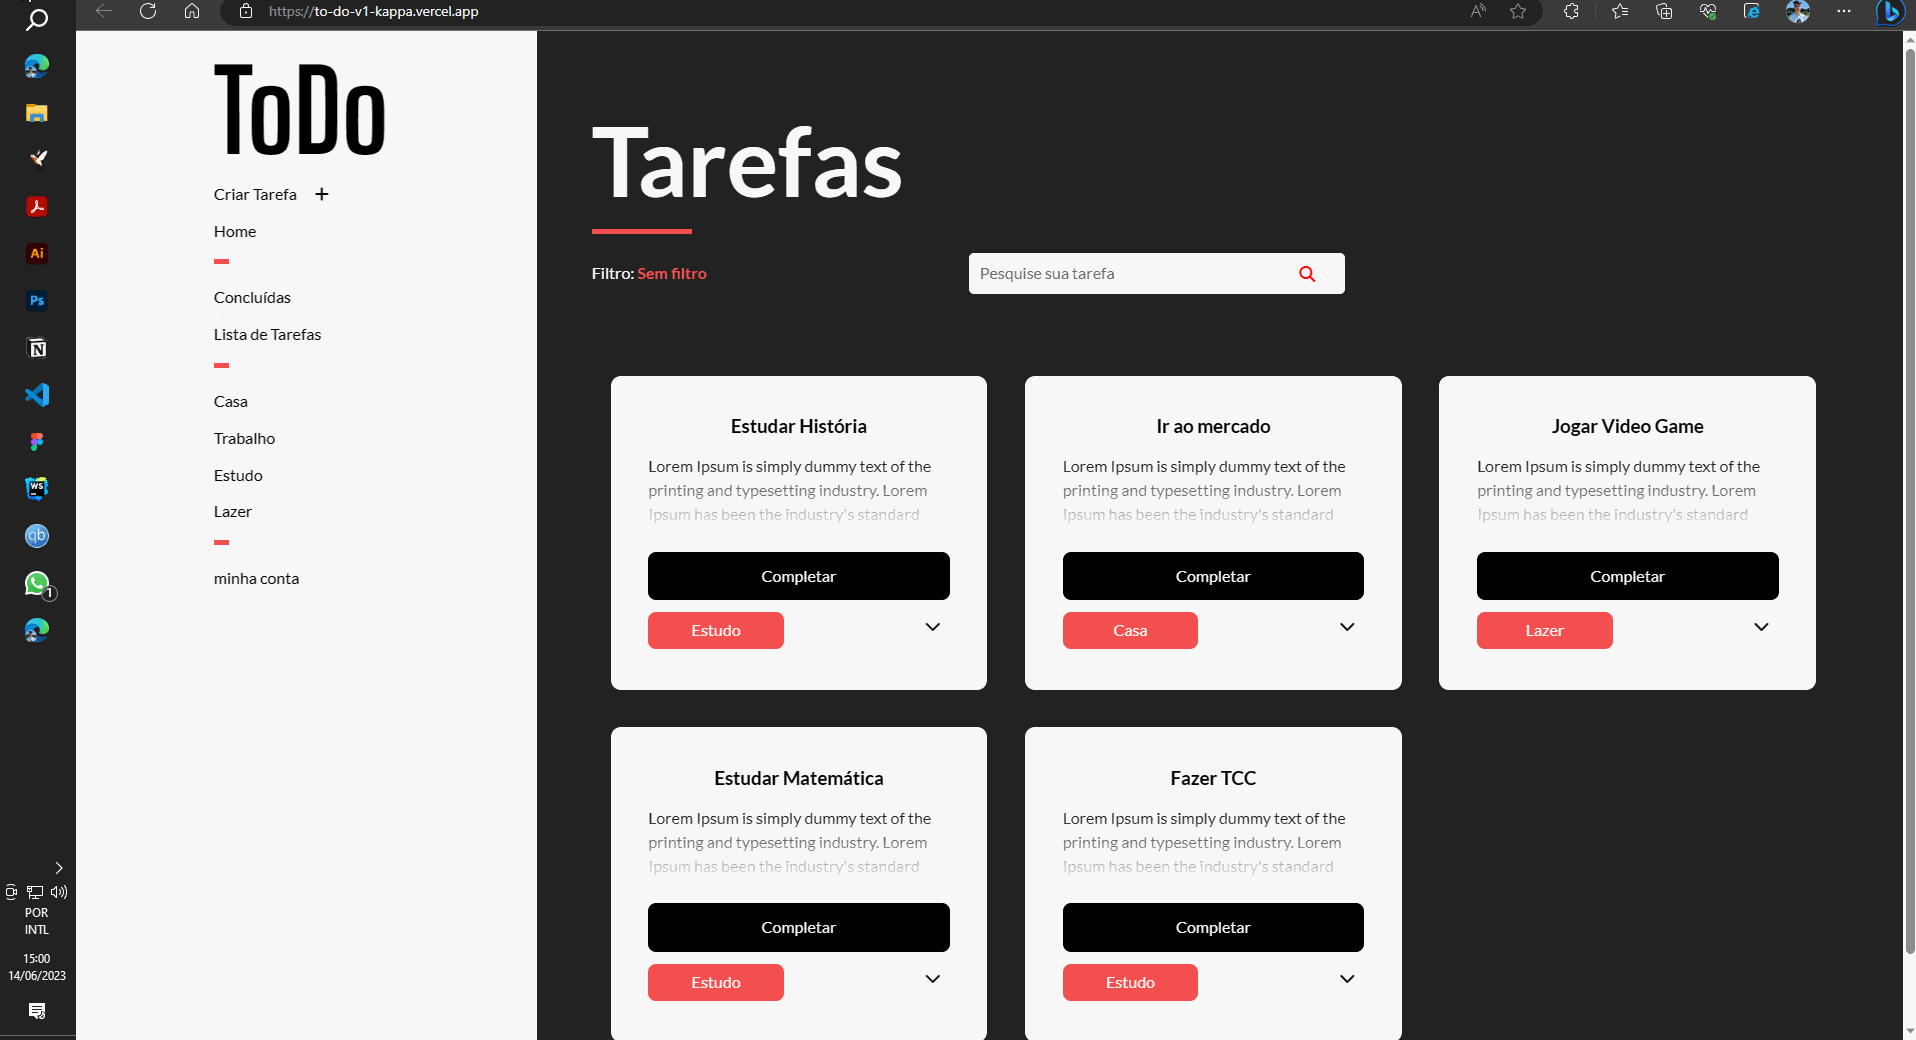 https://to-do-v1-kappa.vercel.app
ToDo
Criar Tarefa +
Home
Concluídas
Lista de Tarefas
Casa
Trabalho
Estudo
Lazer
minha conta
Tarefas
Filtro: Sem filtro
Pesquise sua tarefa
Estudar História
Lorem Ipsum is simply dummy text of the
printing and typesetting industry. Lorem
Ipsum has been the industry's standard
Completar
Estudo
Ir ao mercado
Lorem Ipsum is simply dummy text of the
printing and typesetting industry. Lorem
Ipsum has been the industry's standard
Completar
Casa
Jogar Video Game
Lorem Ipsum is simply dummy text of the
printing and typesetting industry. Lorem
Ipsum has been the industry's standard
Completar
Lazer
Estudar Matemática
Lorem Ipsum is simply dummy text of the
printing and typesetting industry. Lorem
Ipsum has been the industry's standard
Completar
Estudo
Fazer TCC
Lorem Ipsum is simply dummy text of the
printing and typesetting industry. Lorem
Ipsum has been the industry's standard
Completar
Estudo
Ai
Ps
N
WS
qb
1
POR
INTL
15:00
14/06/2023